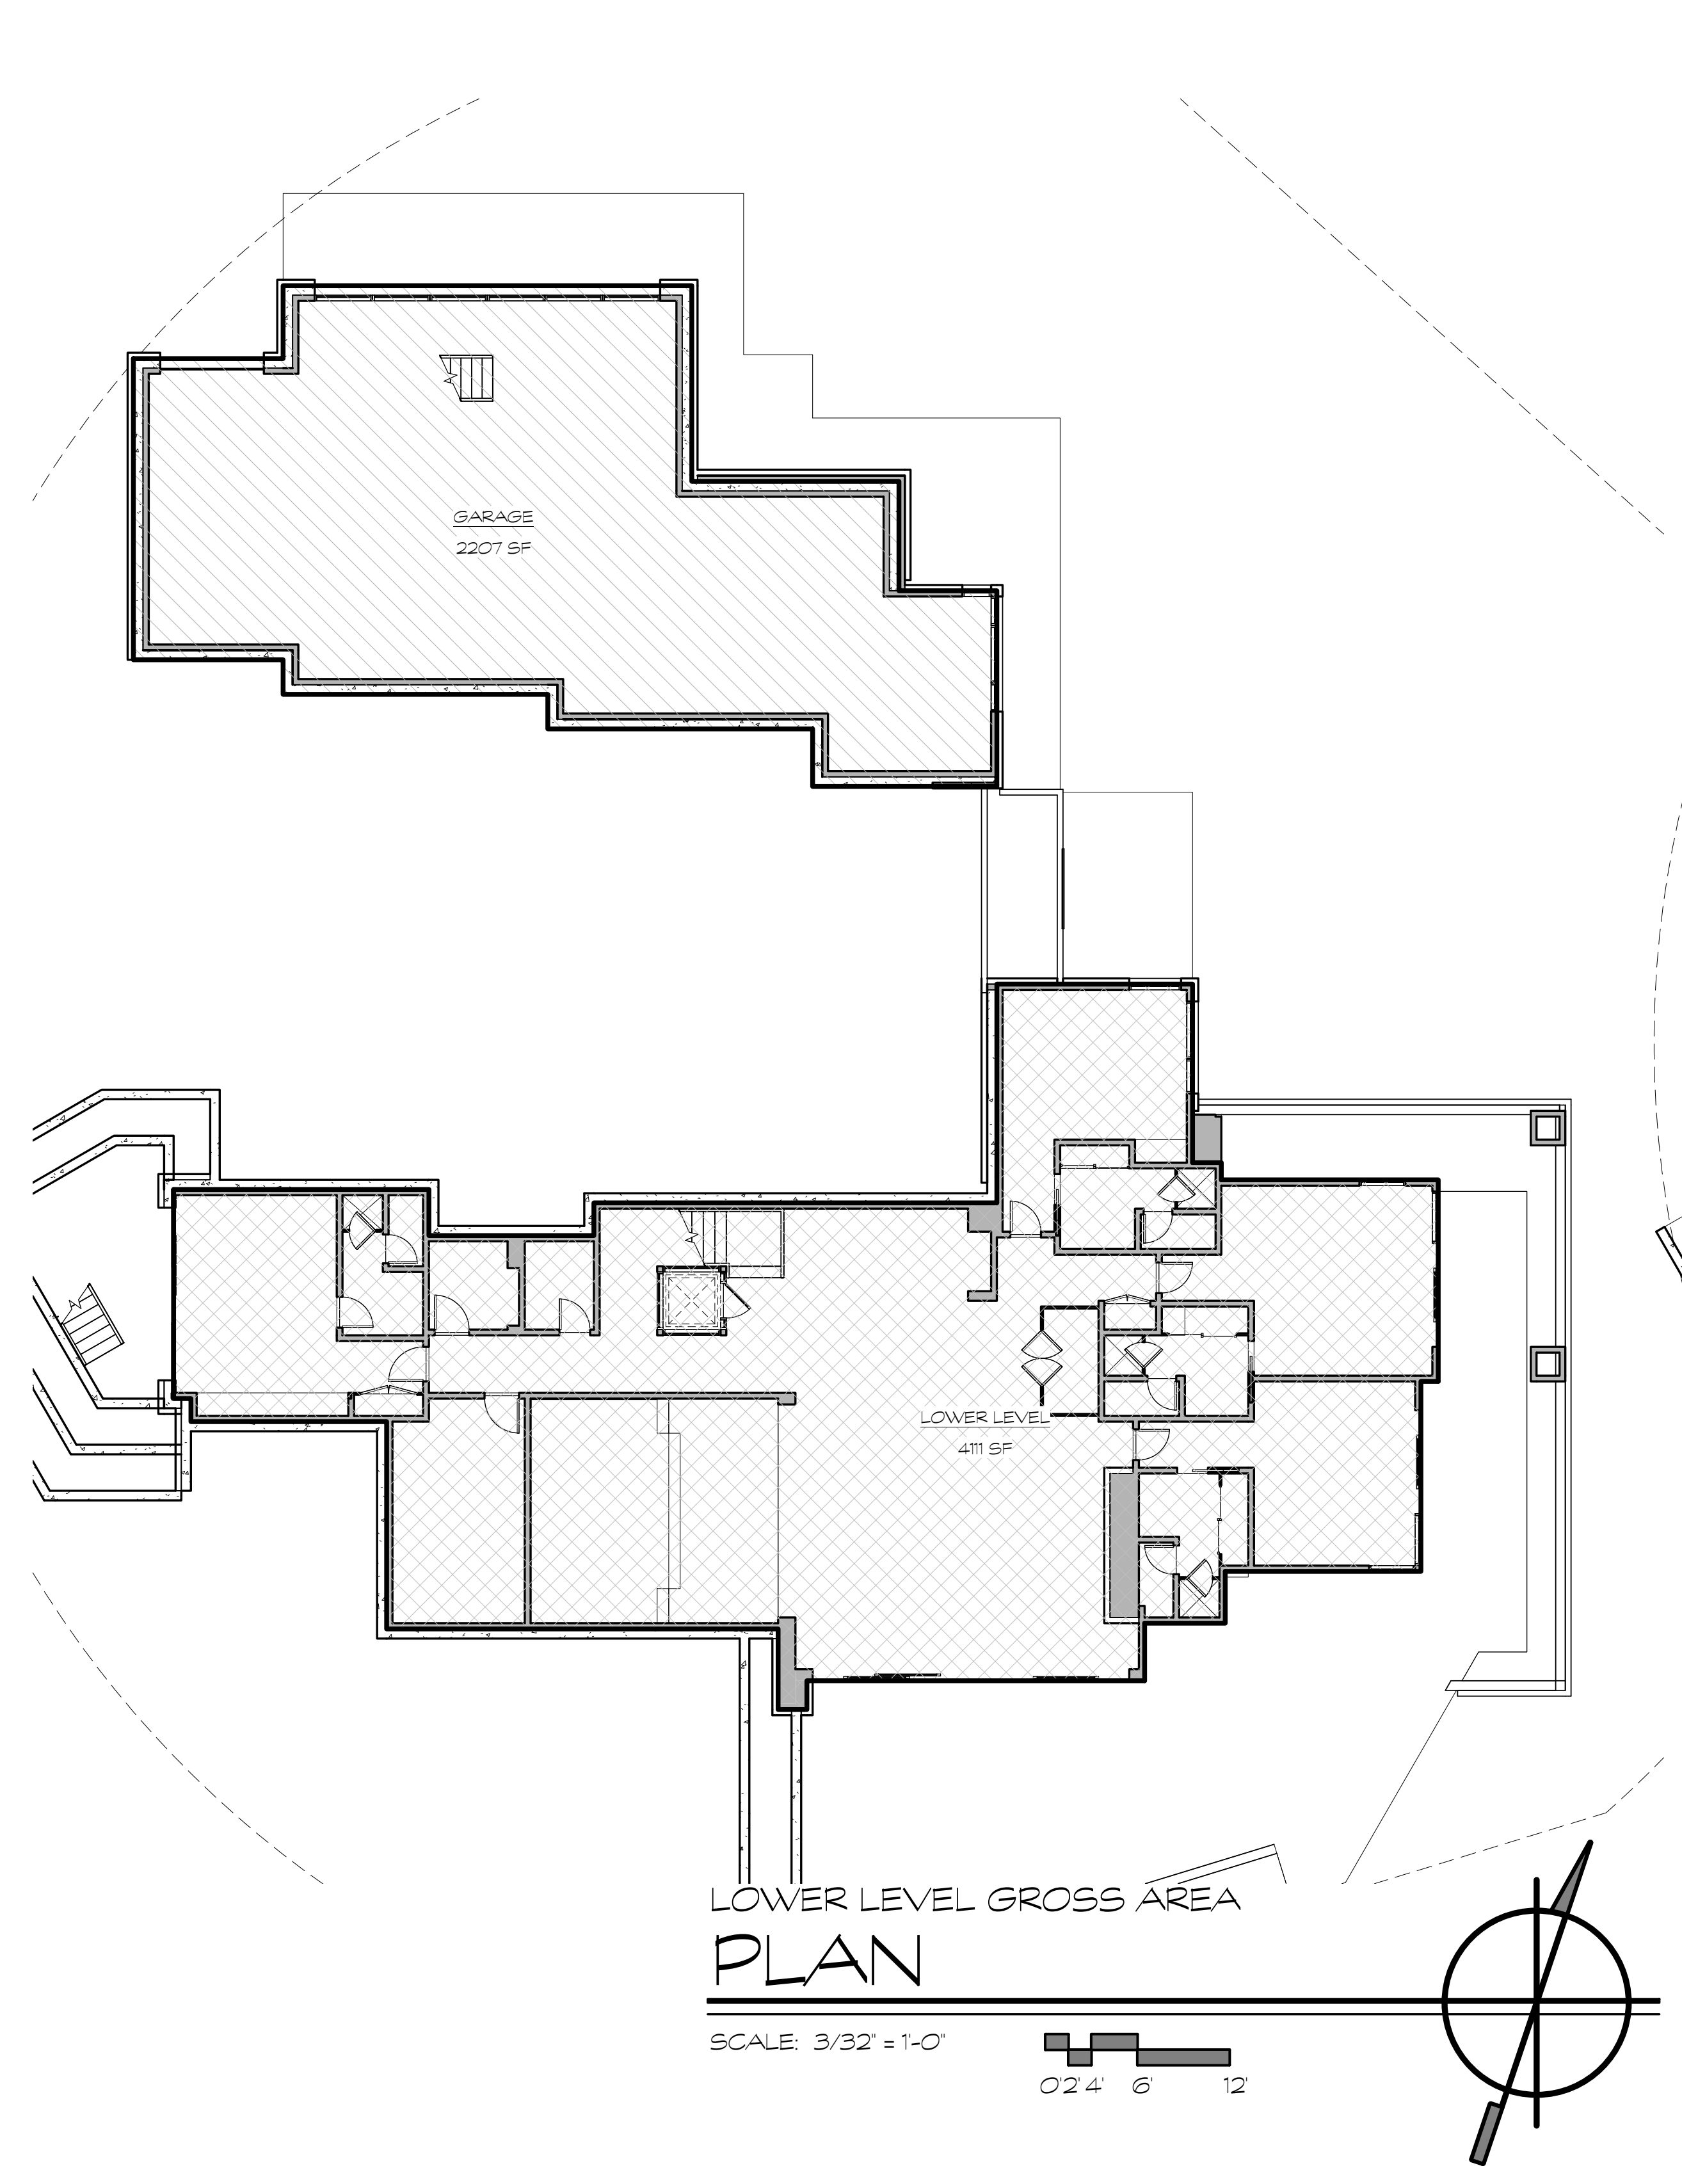 GARAGE
2207 SF
LOWER LEVEL
4111 SF
LOWER LEVEL GROSS AREA
PLAN
SCALE: 3/32" = 1'-0"
0' 2' 4' 6' 12'